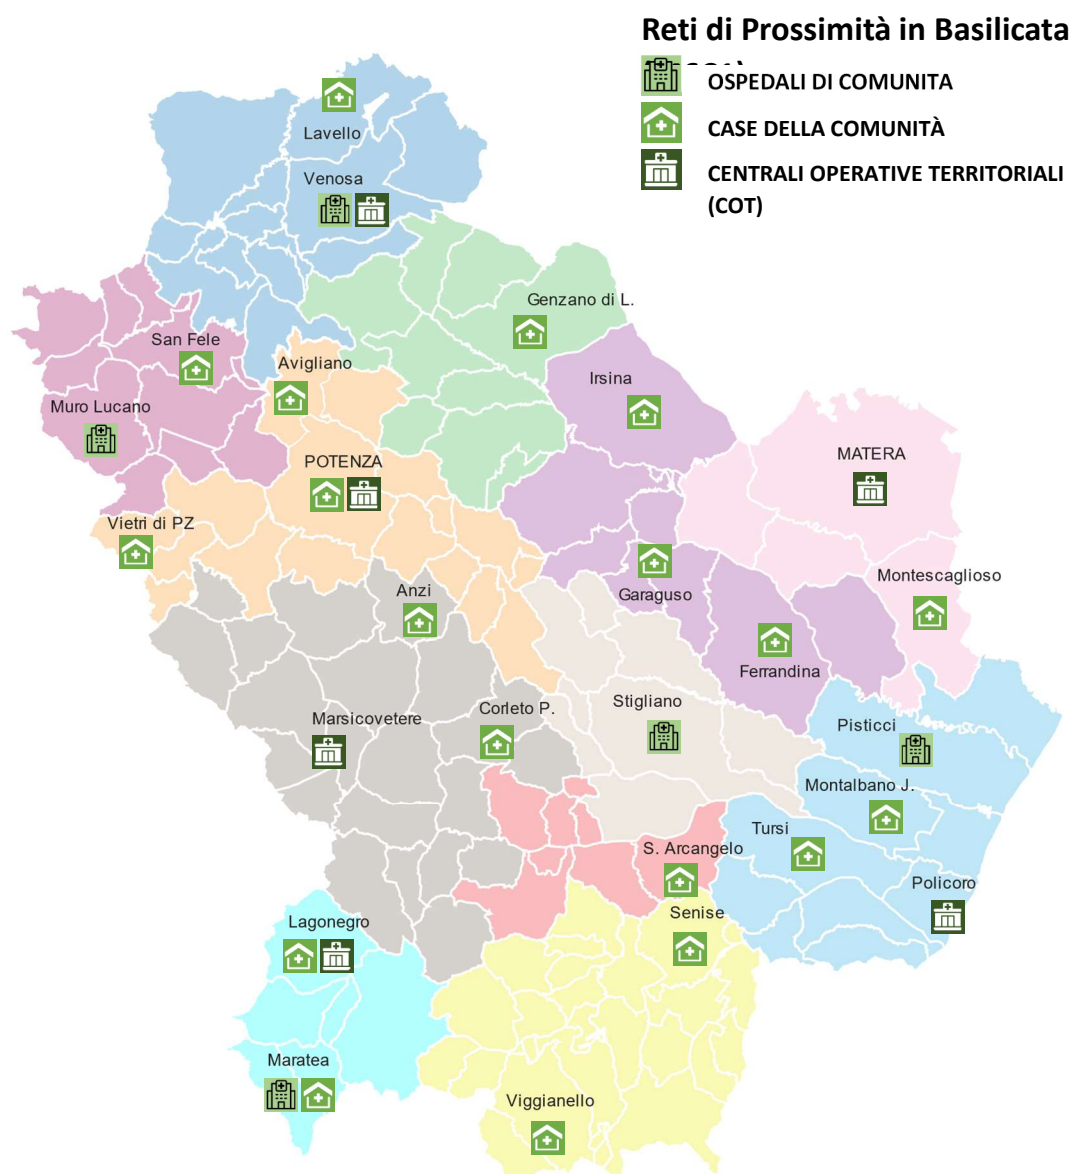 Reti di Prossimità in Basilicata
OSPEDALI DI COMUNITA
CASE DELLA COMUNITÀ
CENTRALI OPERATIVE TERRITORIALI
(COT)
Lavello
Venosa
Genzano di L.
San Fele
Avigliano
Irsina
Muro Lucano
POTENZA
MATERA
Vietri di PZ
Montescaglioso
Anzi
Garaguso
Ferrandina
Stigliano
Corleto P.
Marsicovetere
Pisticci
Montalbano J.
Tursi
S. Arcangelo
Policoro
Senise
Lagonegro
Maratea
Viggianello